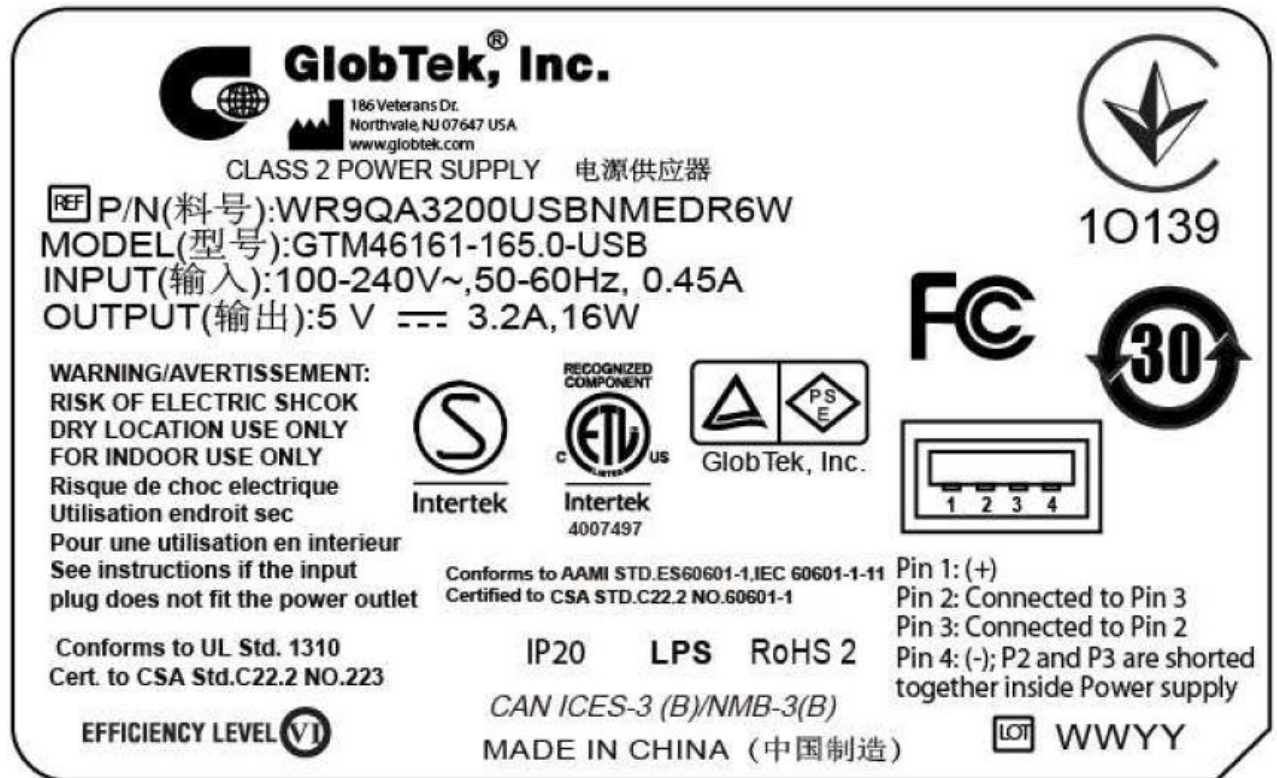 GlobTek,® Inc.
186 Veterans Dr.
Northvale, NJ 07647 USA
www.globtek.com
CLASS 2 POWER SUPPLY 电源供应器
REF P/N(料号):WR9QA3200USBNMEDR6W
MODEL(型号):GTM46161-165.0-USB
INPUT(输入):100-240V~,50-60Hz, 0.45A
OUTPUT(输出):5 V ⎓ 3.2A,16W
1O139
FC
30
WARNING/AVERTISSEMENT:
RISK OF ELECTRIC SHCOK
DRY LOCATION USE ONLY
FOR INDOOR USE ONLY
Risque de choc electrique
Utilisation endroit sec
Pour une utilisation en interieur
See instructions if the input
plug does not fit the power outlet
Conforms to UL Std. 1310
Cert. to CSA Std.C22.2 NO.223
EFFICIENCY LEVEL VI
S
Intertek
RECOGNIZED
COMPONENT
ETL
LISTED
C US
Intertek
4007497
PS
E
GlobTek, Inc.
1 2 3 4
Conforms to AAMI STD.ES60601-1,IEC 60601-1-11
Certified to CSA STD.C22.2 NO.60601-1
IP20 LPS RoHS 2
CAN ICES-3 (B)/NMB-3(B)
MADE IN CHINA (中国制造)
Pin 1: (+)
Pin 2: Connected to Pin 3
Pin 3: Connected to Pin 2
Pin 4: (-); P2 and P3 are shorted
together inside Power supply
LOT WWYY